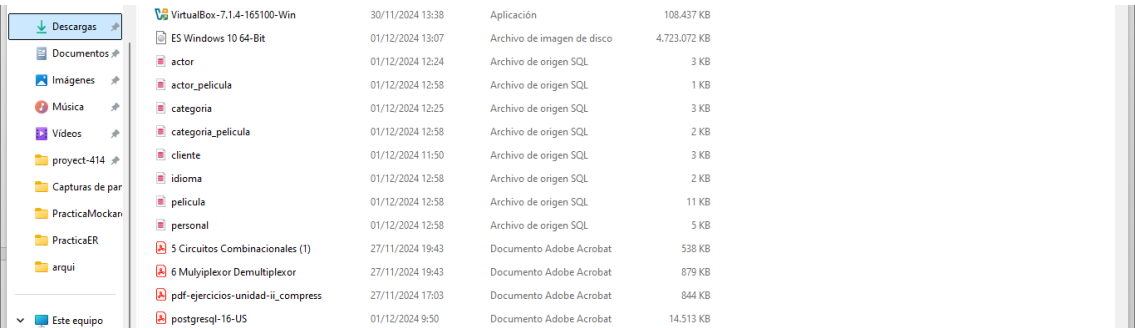 Descargas
Documentos
Imágenes
Música
Vídeos
proyect-414
Capturas de par
PracticaMockar
PracticaER
arqui
Este equipo
VirtualBox-7.1.4-165100-Win 30/11/2024 13:38 Aplicación 108.437 KB
ES Windows 10 64-Bit 01/12/2024 13:07 Archivo de imagen de disco 4.723.072 KB
actor 01/12/2024 12:24 Archivo de origen SQL 3 KB
actor_pelicula 01/12/2024 12:58 Archivo de origen SQL 1 KB
categoria 01/12/2024 12:25 Archivo de origen SQL 3 KB
categoria_pelicula 01/12/2024 12:58 Archivo de origen SQL 2 KB
cliente 01/12/2024 11:50 Archivo de origen SQL 3 KB
idioma 01/12/2024 12:58 Archivo de origen SQL 2 KB
pelicula 01/12/2024 12:58 Archivo de origen SQL 11 KB
personal 01/12/2024 12:58 Archivo de origen SQL 5 KB
5 Circuitos Combinacionales (1) 27/11/2024 19:43 Documento Adobe Acrobat 538 KB
6 Mulyiplexor Demultiplexor 27/11/2024 19:43 Documento Adobe Acrobat 879 KB
pdf-ejercicios-unidad-ii_compress 27/11/2024 17:03 Documento Adobe Acrobat 844 KB
postgresql-16-US 01/12/2024 9:50 Documento Adobe Acrobat 14.513 KB